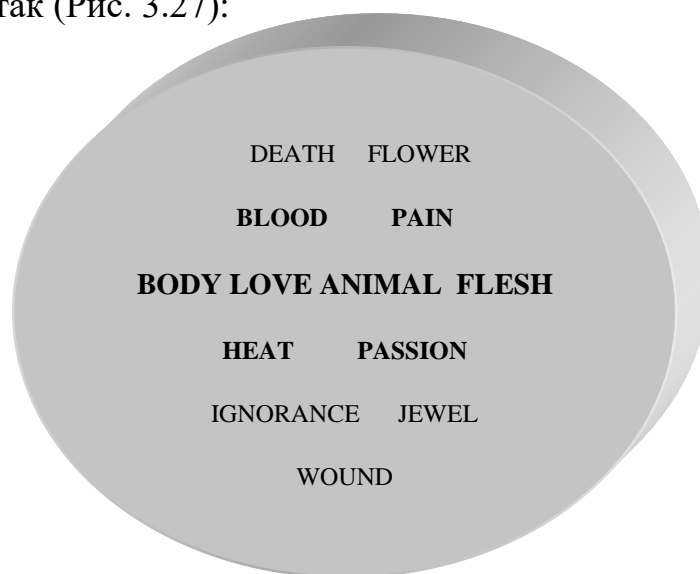 так (Рис. 3.27):
DEATH FLOWER
BLOOD PAIN
BODY LOVE ANIMAL FLESH
HEAT PASSION
IGNORANCE JEWEL
WOUND